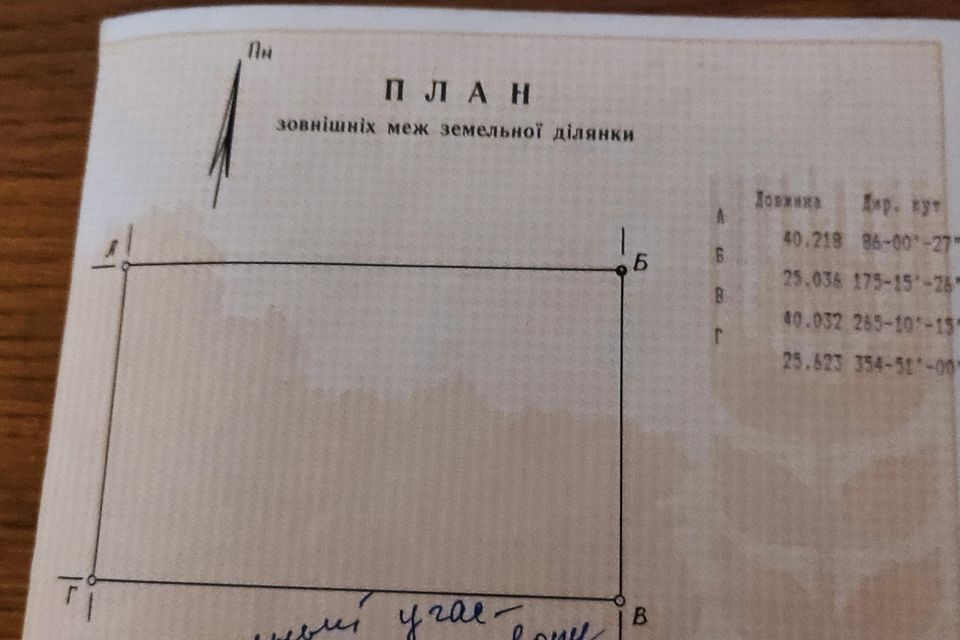 Пн
ПЛАН
зовнішніх меж земельної ділянки
Довжина Дир. кут
А
40.218 86-00'-27"
Б
25.036 175-15'-26"
В
40.032 265-10'-15"
Г
25.623 354-51'-00"
А
Б
Г
В